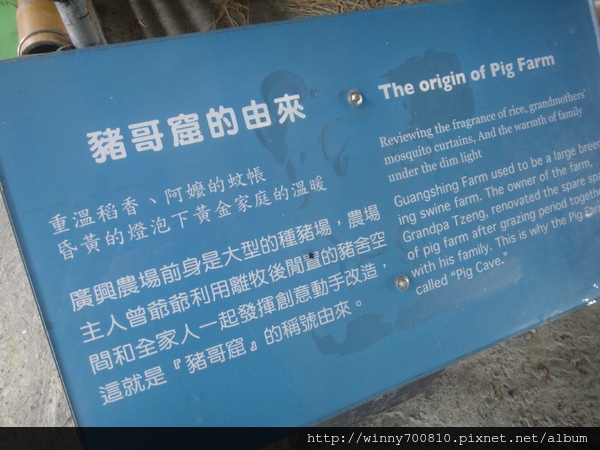 豬哥窟的由來
重溫稻香、阿嬤的蚊帳
昏黃的燈泡下黃金家庭的溫暖
廣興農場前身是大型的種豬場，農場
主人曾爺爺利用離牧後閒置的豬舍空
間和全家人一起發揮創意動手改造，
這就是『豬哥窟』的稱號由來。
The origin of Pig Farm
Reviewing the fragrance of rice, grandmothers'
mosquito curtains, And the warmth of family
under the dim light
Guangshing Farm used to be a large breed
ing swine farm. The owner of the farm,
Grandpa Tzeng, renovated the spare
of pig farm after grazing period together
with his family. This is why the Pig
called "Pig Cave."
http://winny700810.pixnet.net/album